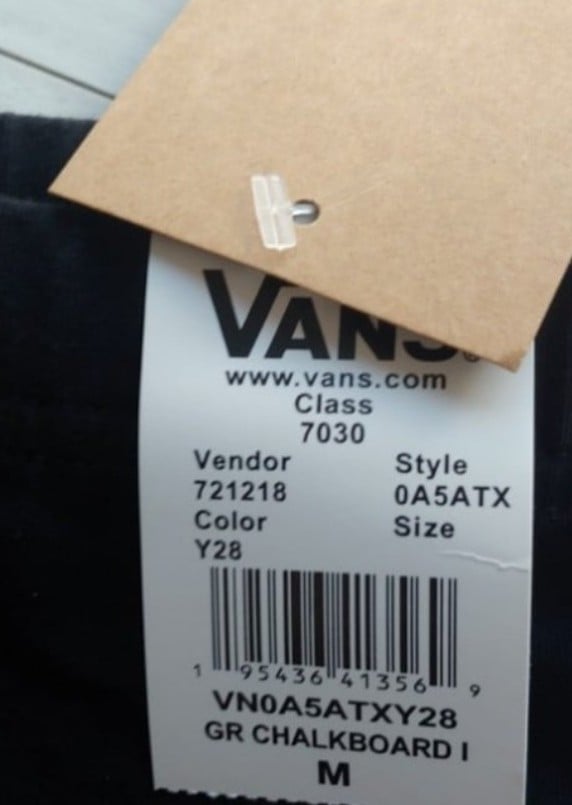 VANS
www.vans.com
Class
7030
Vendor Style
721218 0A5ATX
Color Size
Y28
1 95436 41356 9
VN0A5ATXY28
GR CHALKBOARD I
M